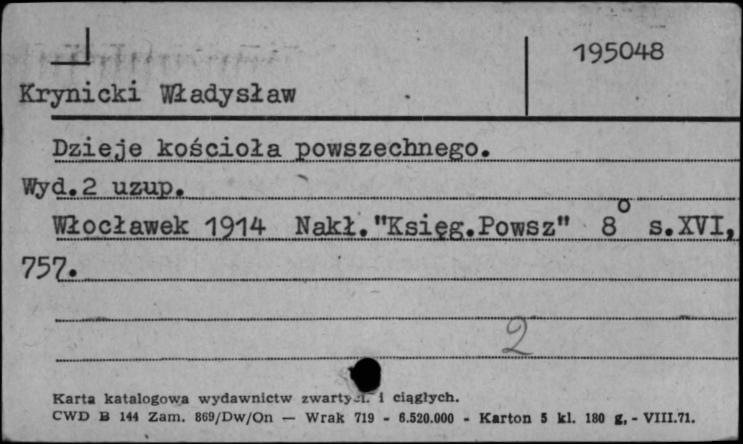 195048
Krynicki Władysław
Dzieje kościoła powszechnego.
Wyd.2 uzup.
Włocławek 1914 Nakł."Księg.Powsz" 8° s.XVI,
757.
2
Karta katalogowa wydawnictw zwartych i ciągłych.
CWD B 144 Zam. 869/Dw/On — Wrak 719 - 6.520.000 - Karton 5 kl. 180 g, - VIII.71.